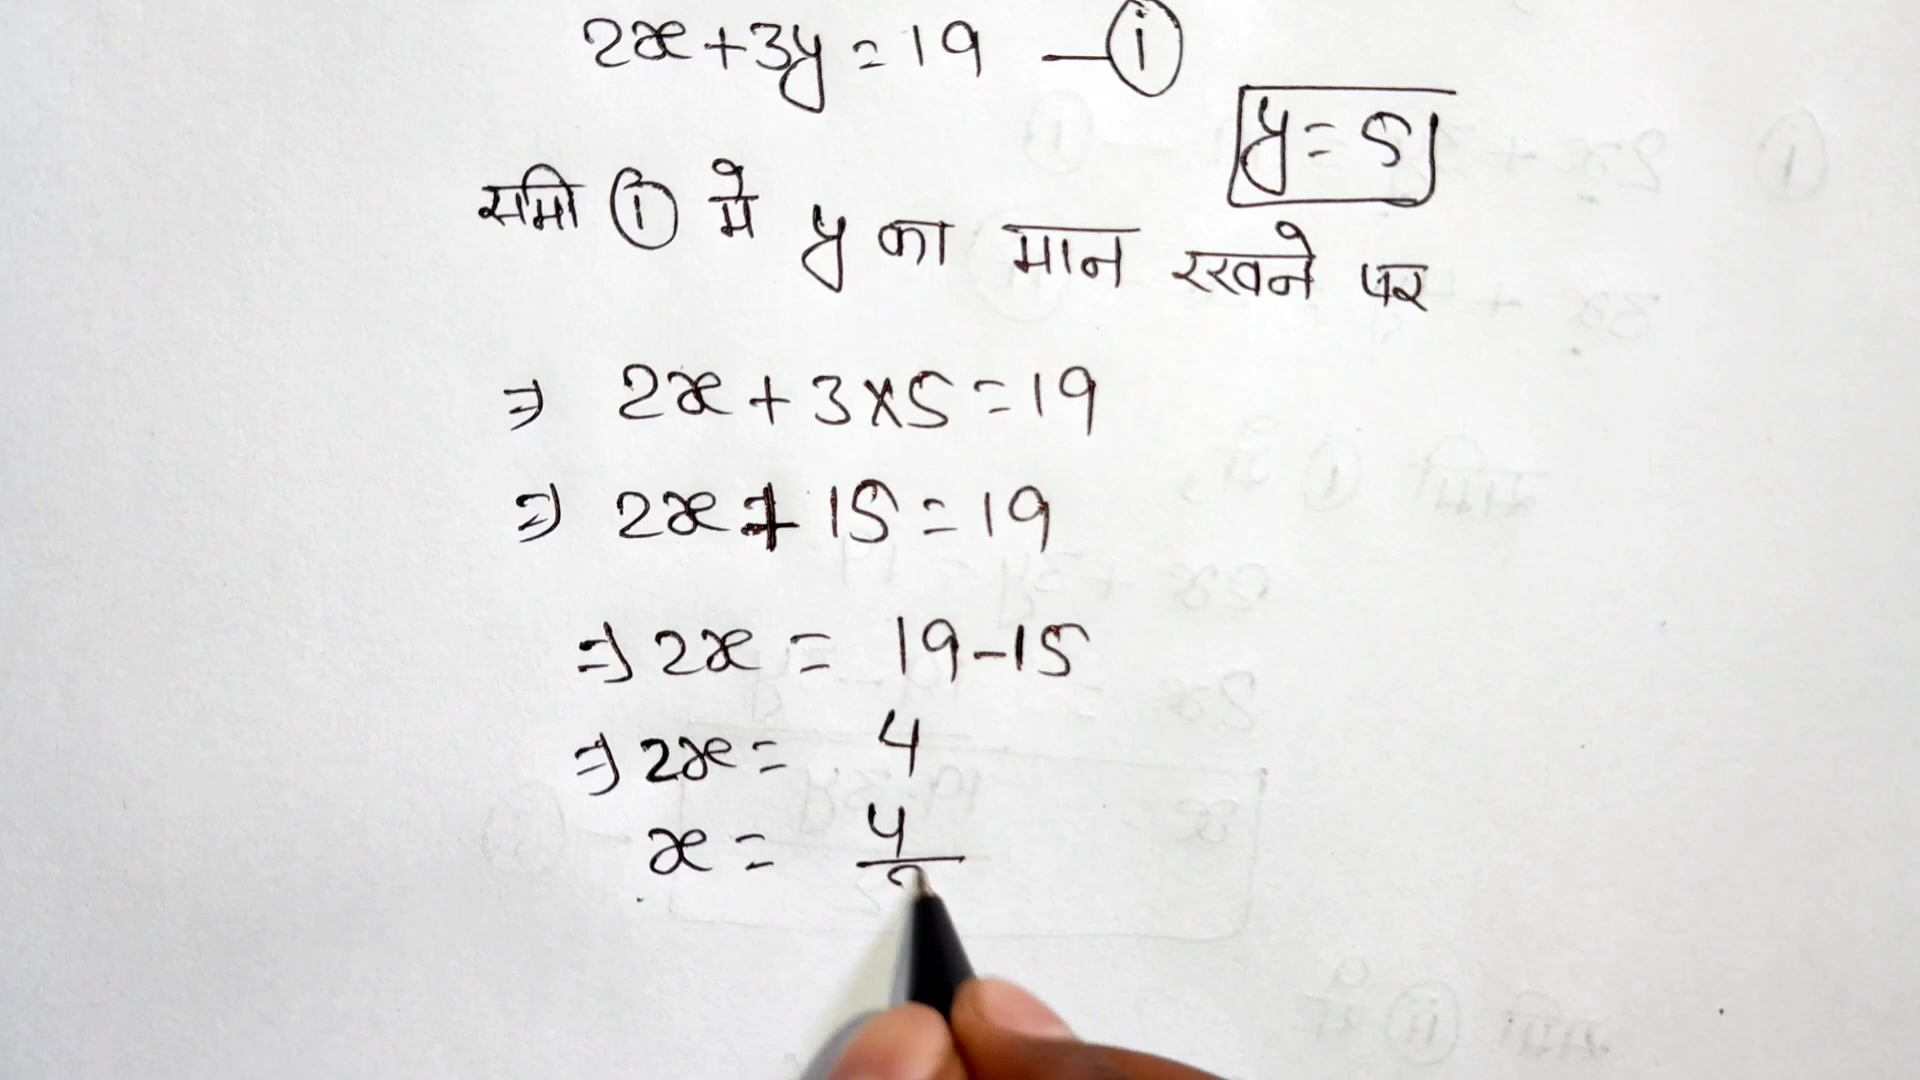 2x+3y=19 —(i)
y=5
समी (i) मे y का मान रखने पर
⇒ 2x+3×5=19
⇒ 2x+15=19
⇒ 2x= 19-15
⇒ 2x= 4
x= 4/2